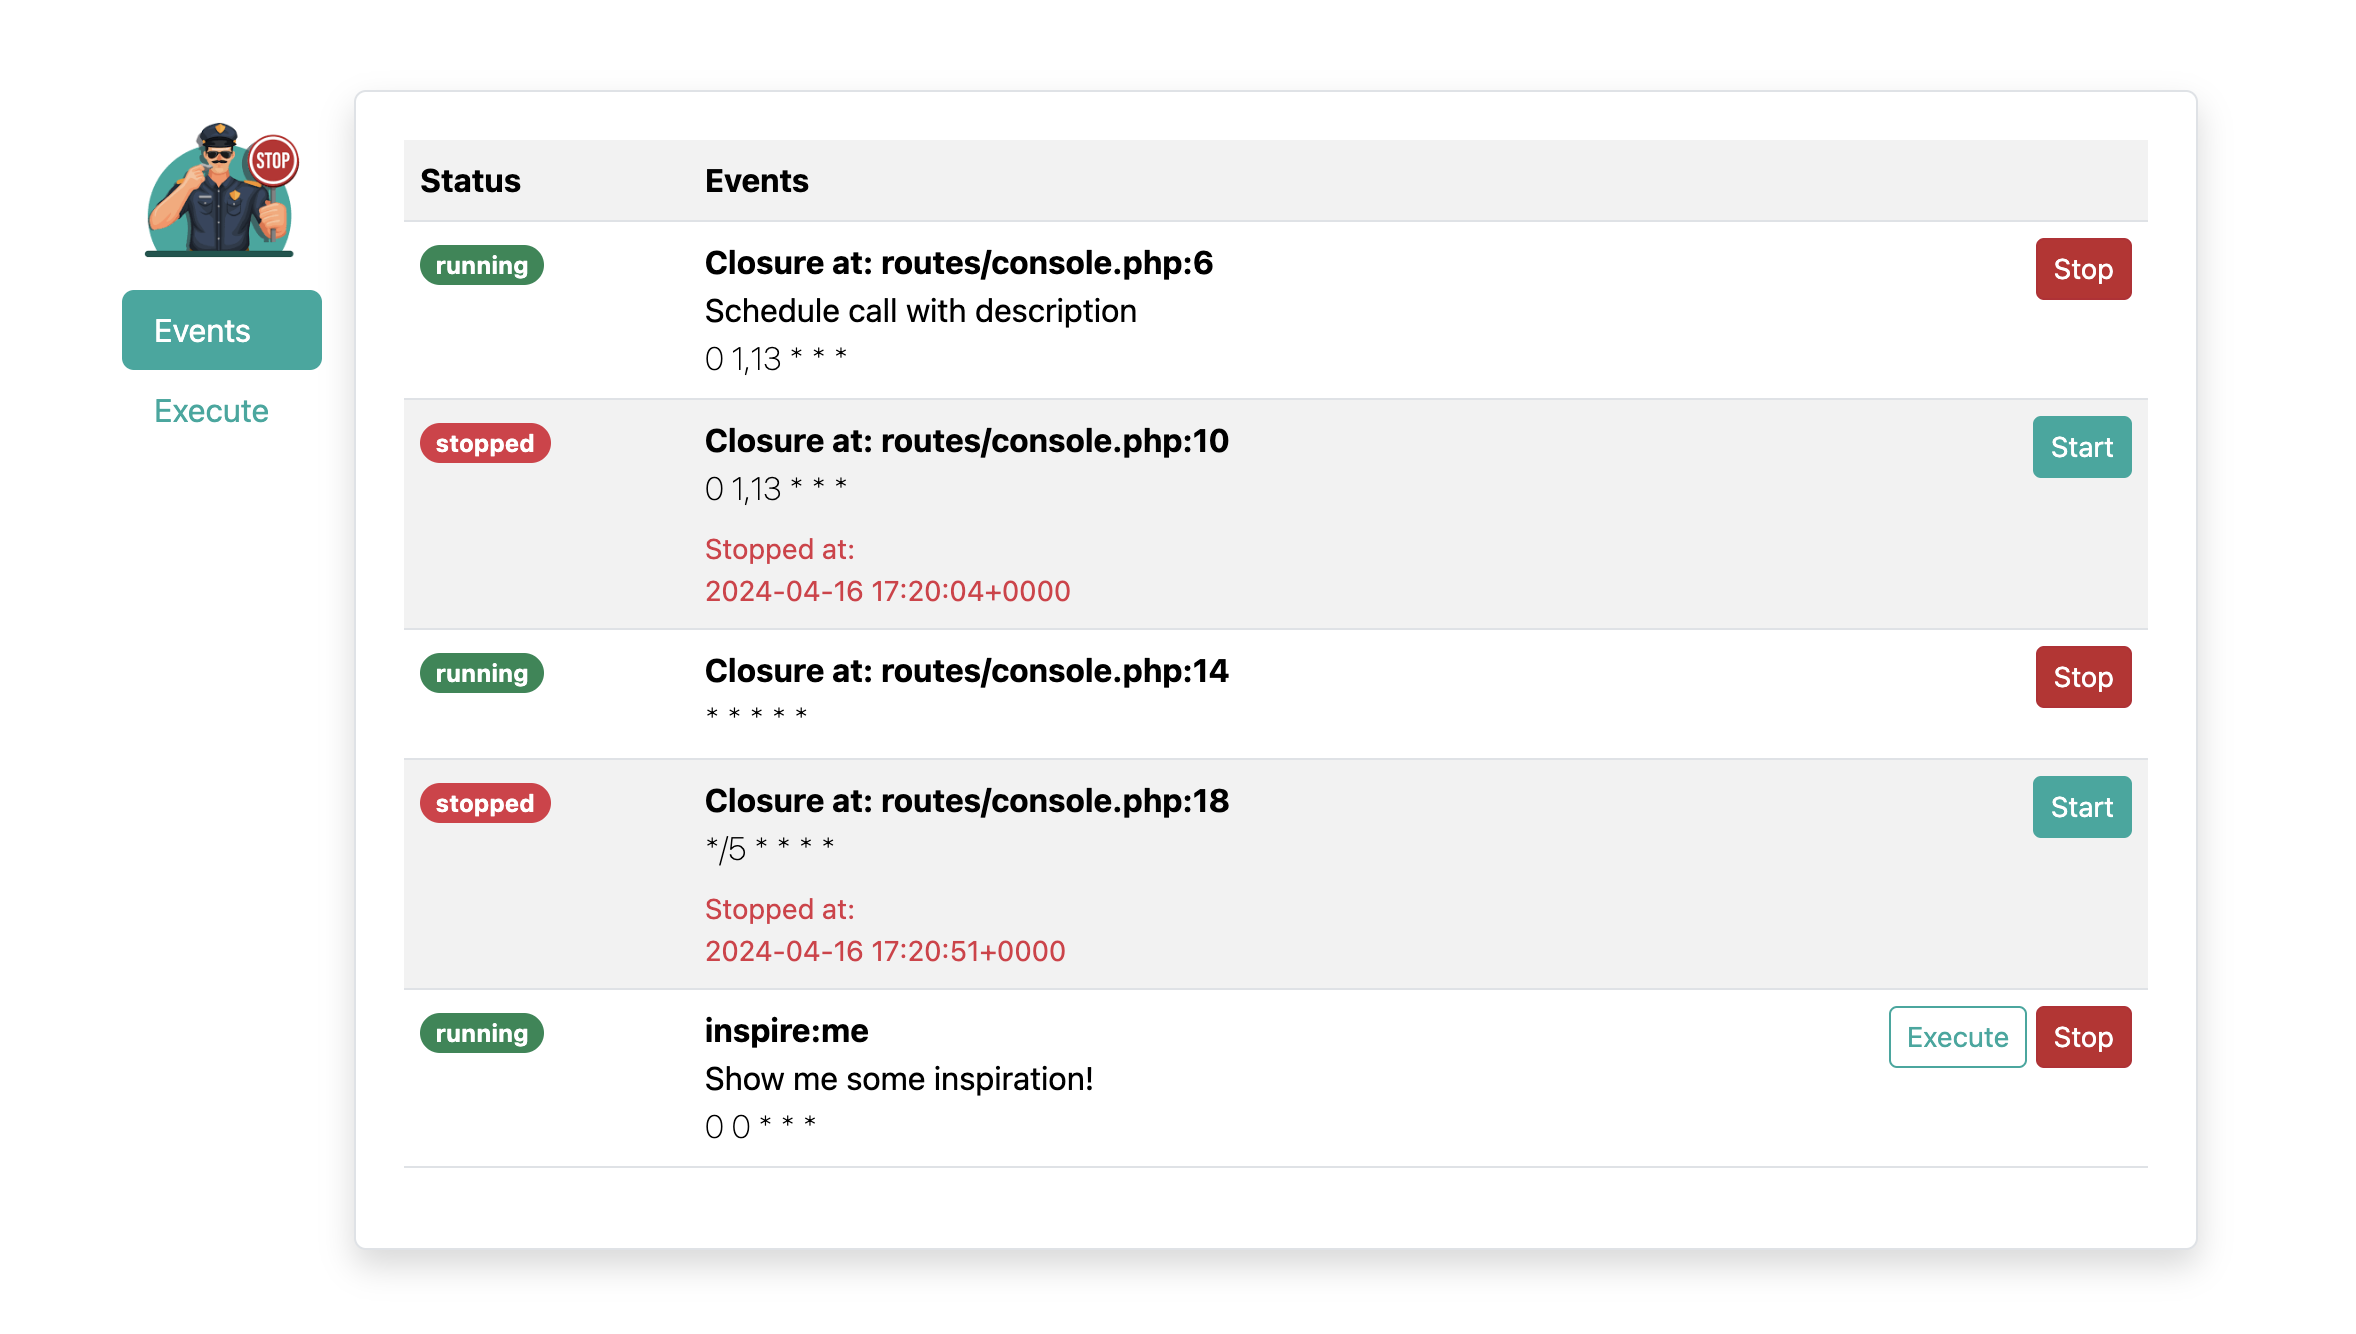 STOP
Events
Execute
Status Events
running Closure at: routes/console.php:6 Stop
Schedule call with description
0 1,13 * * *
stopped Closure at: routes/console.php:10 Start
0 1,13 * * *
Stopped at:
2024-04-16 17:20:04+0000
running Closure at: routes/console.php:14 Stop
* * * * *
stopped Closure at: routes/console.php:18 Start
*/5 * * * *
Stopped at:
2024-04-16 17:20:51+0000
running inspire:me Execute Stop
Show me some inspiration!
0 0 * * *